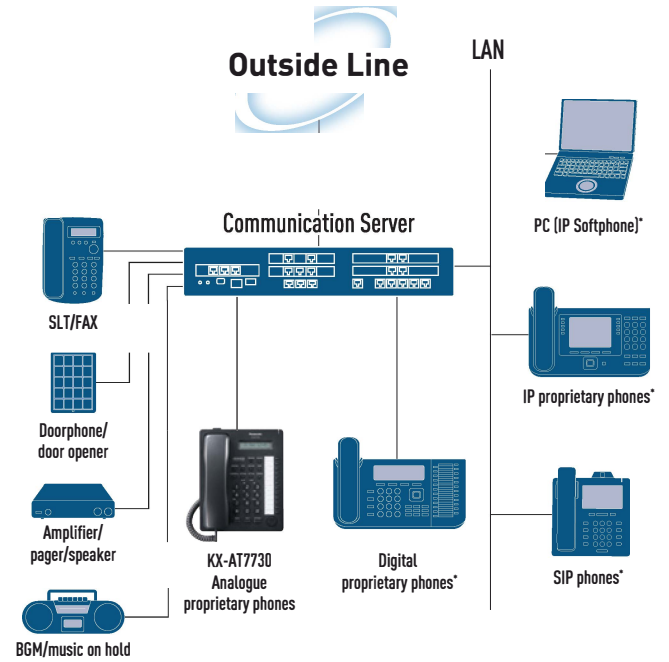 Outside Line
LAN
PC (IP Softphone)*
Communication Server
SLT/FAX
IP proprietary phones*
Doorphone/
door opener
Amplifier/
pager/speaker
KX-AT7730
Analogue
proprietary phones
Digital
proprietary phones*
SIP phones*
BGM/music on hold